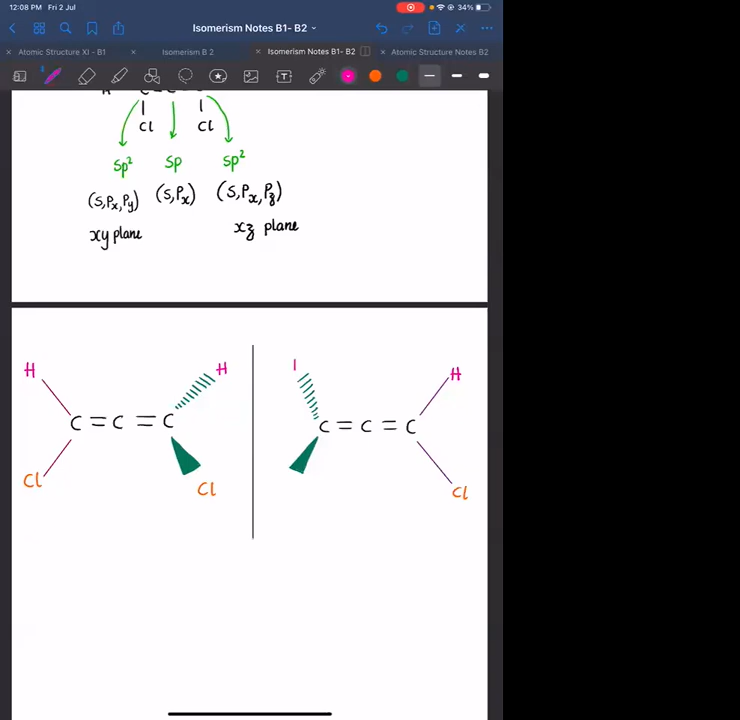 12:08 PM Fri 2 Jul
34%
Isomerism Notes B1- B2
Atomic Structure XI - B1
Isomerism B 2
Isomerism Notes B1- B2
Atomic Structure Notes B2
Cl Cl
Sp² Sp Sp²
(S,Px,Py) (S,Px) (S,Px,Pz)
xy plane xz plane
H H
C = C = C
Cl Cl
H
C = C = C
Cl